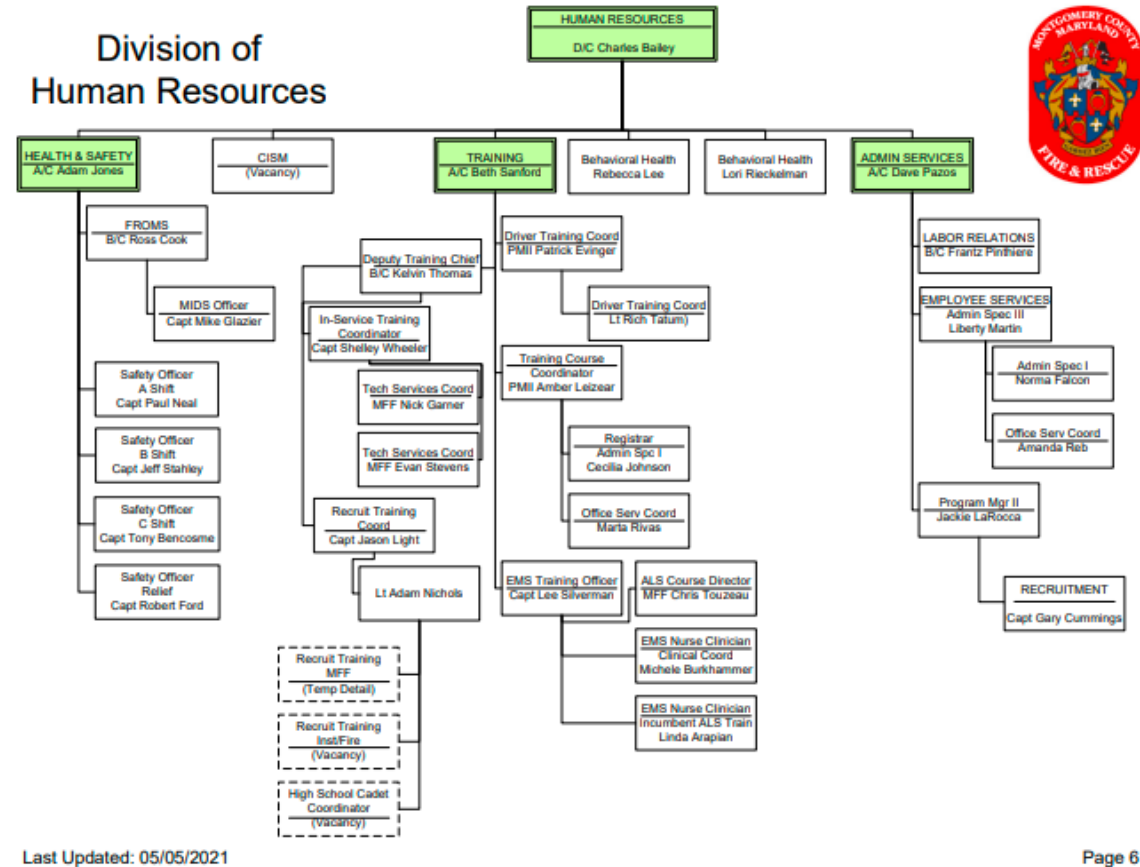 Division of
Human Resources
HUMAN RESOURCES
D/C Charles Bailey
MONTGOMERY COUNTY
MARYLAND
FIRE & RESCUE
HEALTH & SAFETY
A/C Adam Jones
CISM
(Vacancy)
TRAINING
A/C Beth Sanford
Behavioral Health
Rebecca Lee
Behavioral Health
Lori Rieckelman
ADMIN SERVICES
A/C Dave Pazos
FROMS
B/C Ross Cook
MIDS Officer
Capt Mike Glazier
Safety Officer
A Shift
Capt Paul Neal
Safety Officer
B Shift
Capt Jeff Stahley
Safety Officer
C Shift
Capt Tony Bencosme
Safety Officer
Relief
Capt Robert Ford
Deputy Training Chief
B/C Kelvin Thomas
In-Service Training
Coordinator
Capt Shelley Wheeler
Tech Services Coord
MFF Nick Garner
Tech Services Coord
MFF Evan Stevens
Recruit Training
Coord
Capt Jason Light
Lt Adam Nichols
Recruit Training
MFF
(Temp Detail)
Recruit Training
Inst/Fire
(Vacancy)
High School Cadet
Coordinator
(Vacancy)
Driver Training Coord
PMII Patrick Evinger
Driver Training Coord
Lt Rich Tatum)
Training Course
Coordinator
PMII Amber Leizear
Registrar
Admin Spc I
Cecilia Johnson
Office Serv Coord
Marta Rivas
EMS Training Officer
Capt Lee Silverman
ALS Course Director
MFF Chris Touzeau
EMS Nurse Clinician
Clinical Coord
Michele Burkhammer
EMS Nurse Clinician
Incumbent ALS Train
Linda Arapian
LABOR RELATIONS
B/C Frantz Pinthiere
EMPLOYEE SERVICES
Admin Spec III
Liberty Martin
Admin Spec I
Norma Falcon
Office Serv Coord
Amanda Reb
Program Mgr II
Jackie LaRocca
RECRUITMENT
Capt Gary Cummings
Last Updated: 05/05/2021
Page 6